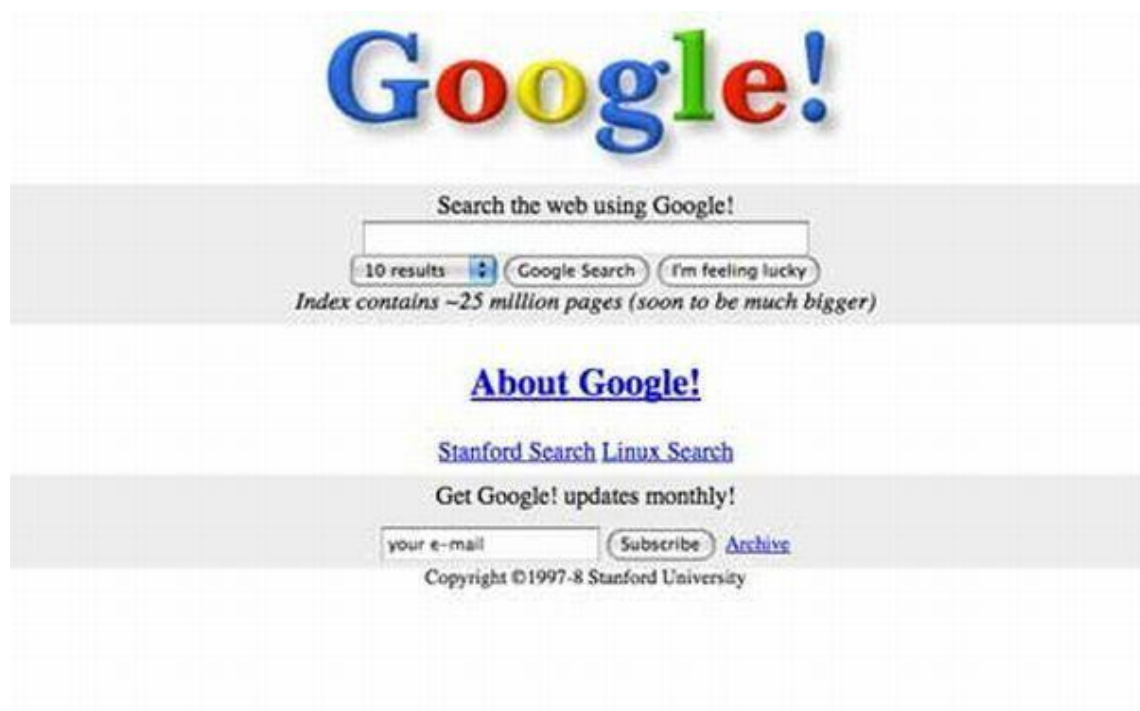 Google!
Search the web using Google!
10 results Google Search I'm feeling lucky
Index contains ~25 million pages (soon to be much bigger)
About Google!
Stanford Search Linux Search
Get Google! updates monthly!
your e-mail Subscribe Archive
Copyright ©1997-8 Stanford University